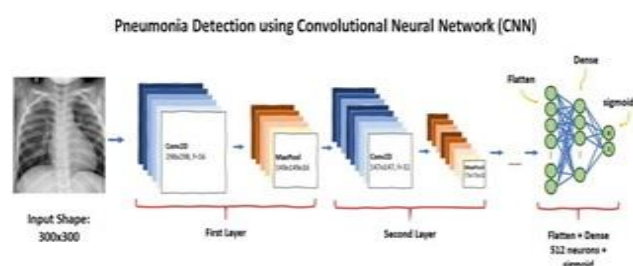 Pneumonia Detection using Convolutional Neural Network (CNN)
Dense
Flatten
sigmoid
Conv2D
298x298, F=16
MaxPool
149x149x16
Conv2D
147x147, F=32
MaxPool
Input Shape:
300x300
First Layer
Second Layer
Flatten + Dense
512 neurons +
sigmoid